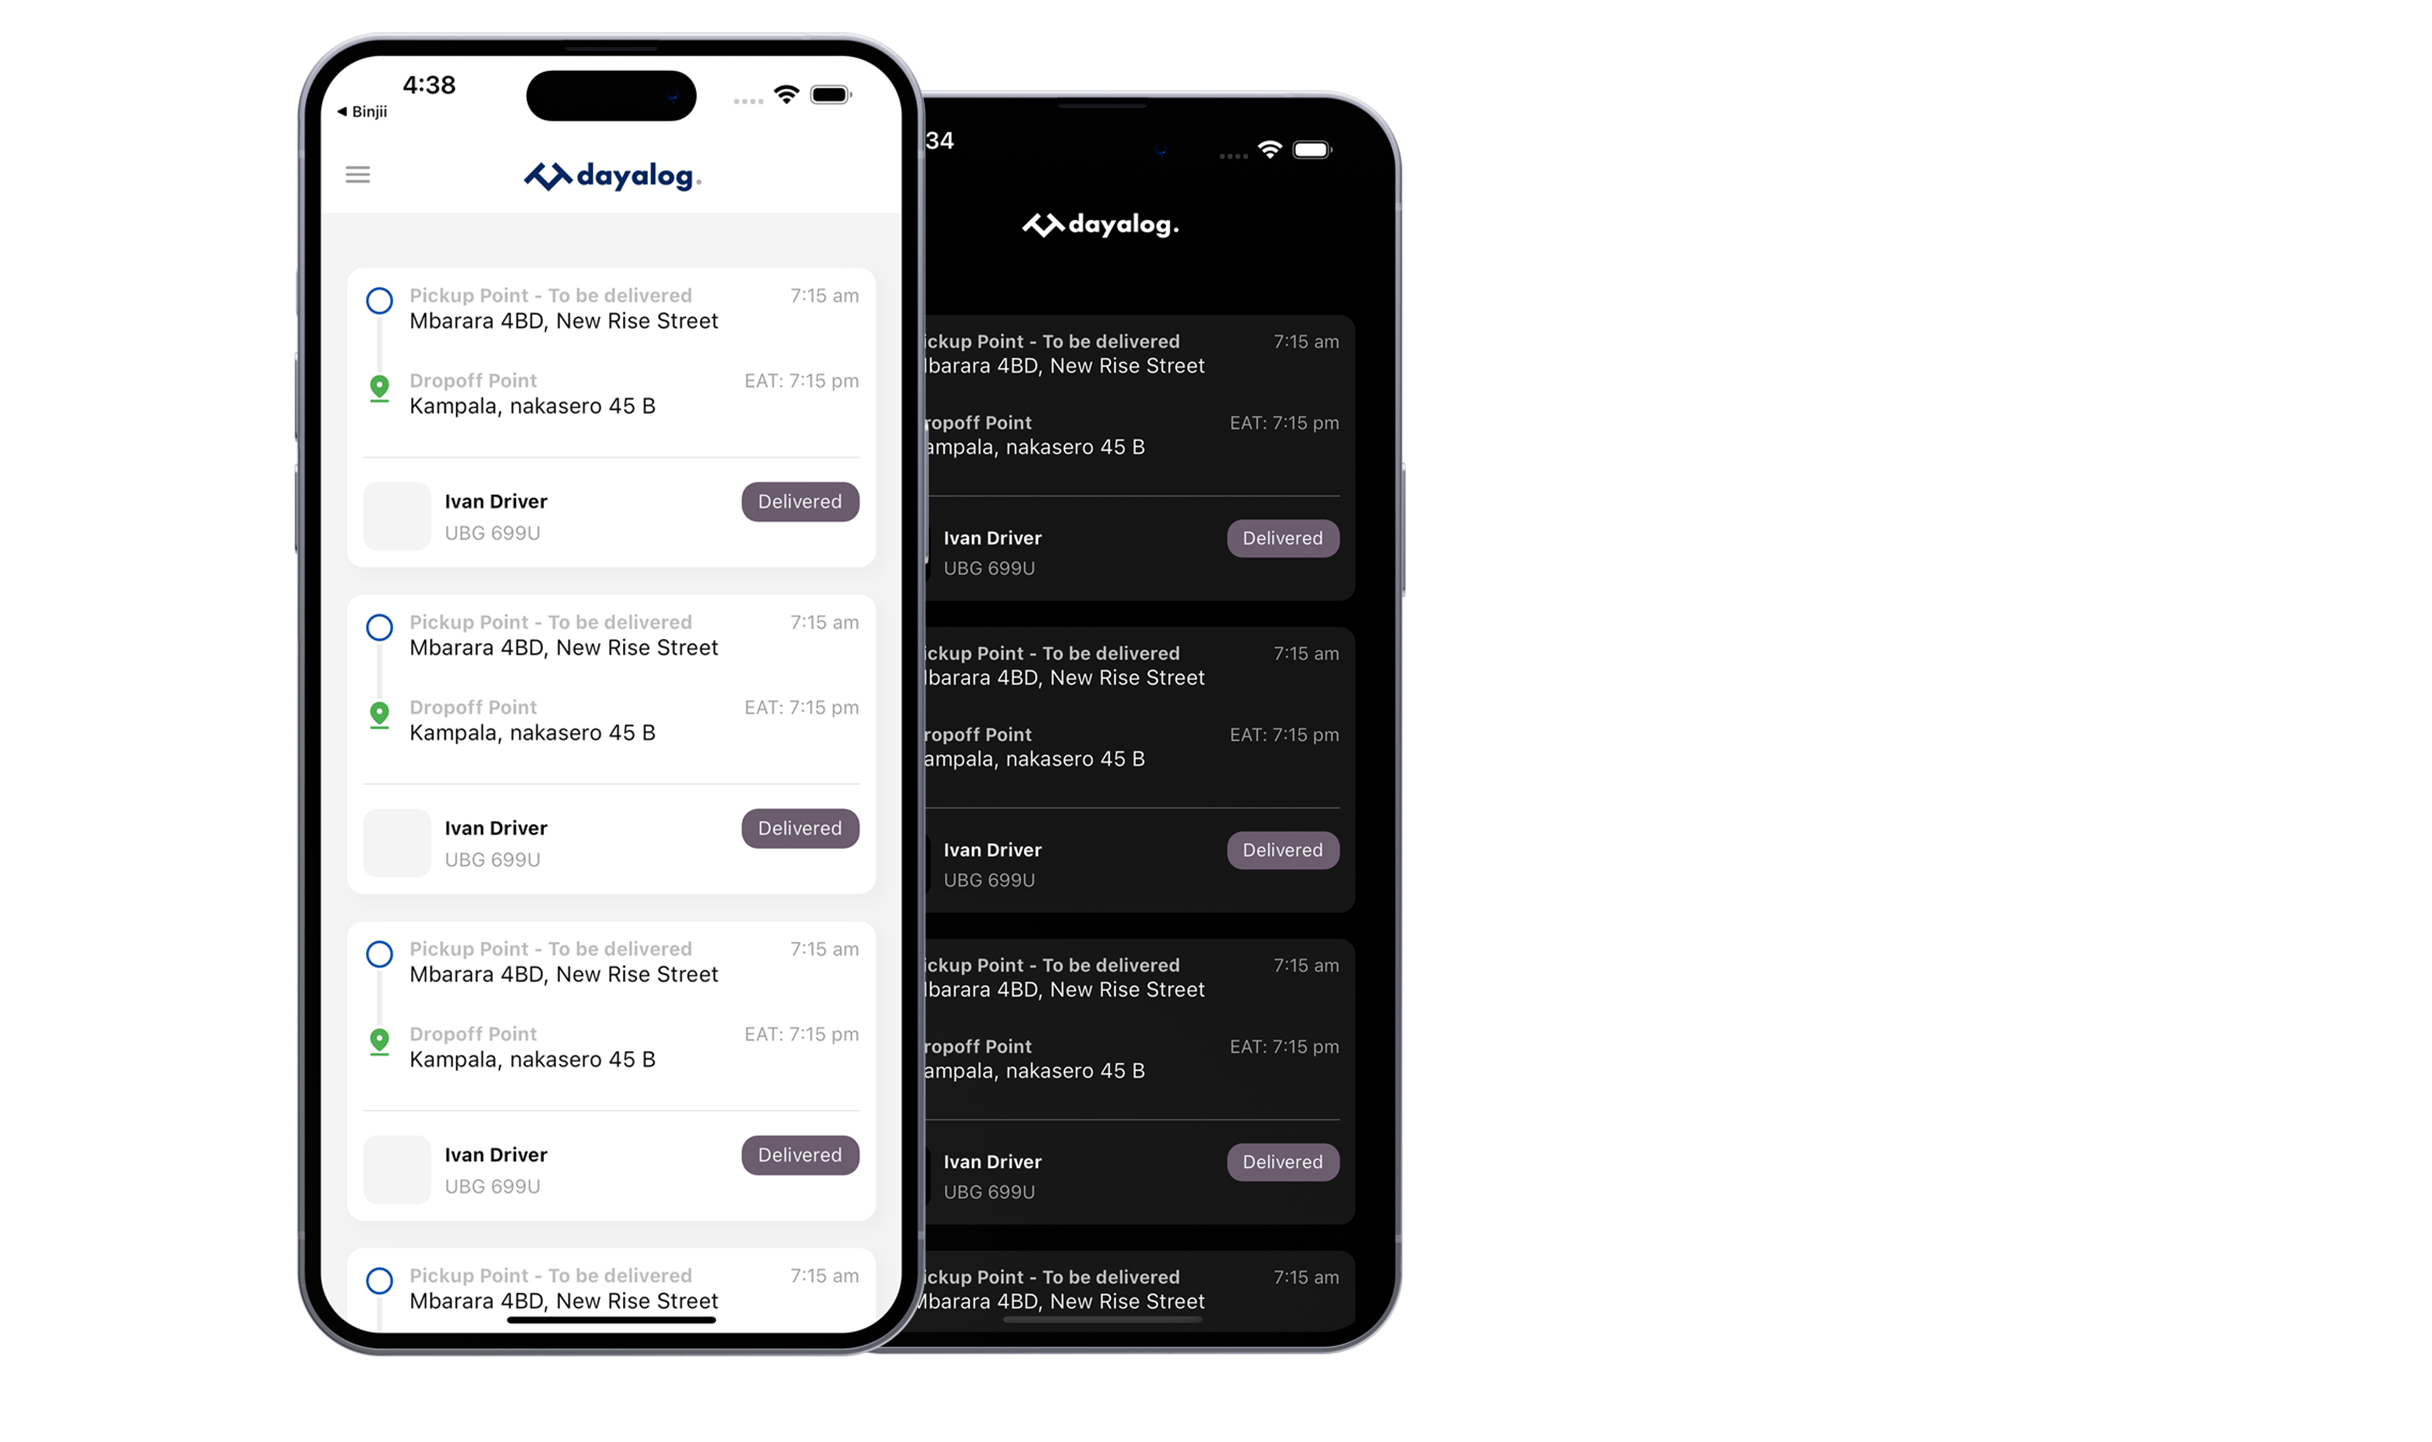 4:38
◀ Binjii
dayalog.
Pickup Point - To be delivered 7:15 am
Mbarara 4BD, New Rise Street
Dropoff Point EAT: 7:15 pm
Kampala, nakasero 45 B
Ivan Driver Delivered
UBG 699U
Pickup Point - To be delivered 7:15 am
Mbarara 4BD, New Rise Street
Dropoff Point EAT: 7:15 pm
Kampala, nakasero 45 B
Ivan Driver Delivered
UBG 699U
Pickup Point - To be delivered 7:15 am
Mbarara 4BD, New Rise Street
Dropoff Point EAT: 7:15 pm
Kampala, nakasero 45 B
Ivan Driver Delivered
UBG 699U
Pickup Point - To be delivered 7:15 am
Mbarara 4BD, New Rise Street
34
dayalog.
ickup Point - To be delivered 7:15 am
barara 4BD, New Rise Street
ropoff Point EAT: 7:15 pm
ampala, nakasero 45 B
Ivan Driver Delivered
UBG 699U
ickup Point - To be delivered 7:15 am
barara 4BD, New Rise Street
ropoff Point EAT: 7:15 pm
ampala, nakasero 45 B
Ivan Driver Delivered
UBG 699U
ickup Point - To be delivered 7:15 am
barara 4BD, New Rise Street
ropoff Point EAT: 7:15 pm
ampala, nakasero 45 B
Ivan Driver Delivered
UBG 699U
ickup Point - To be delivered 7:15 am
Mbarara 4BD, New Rise Street